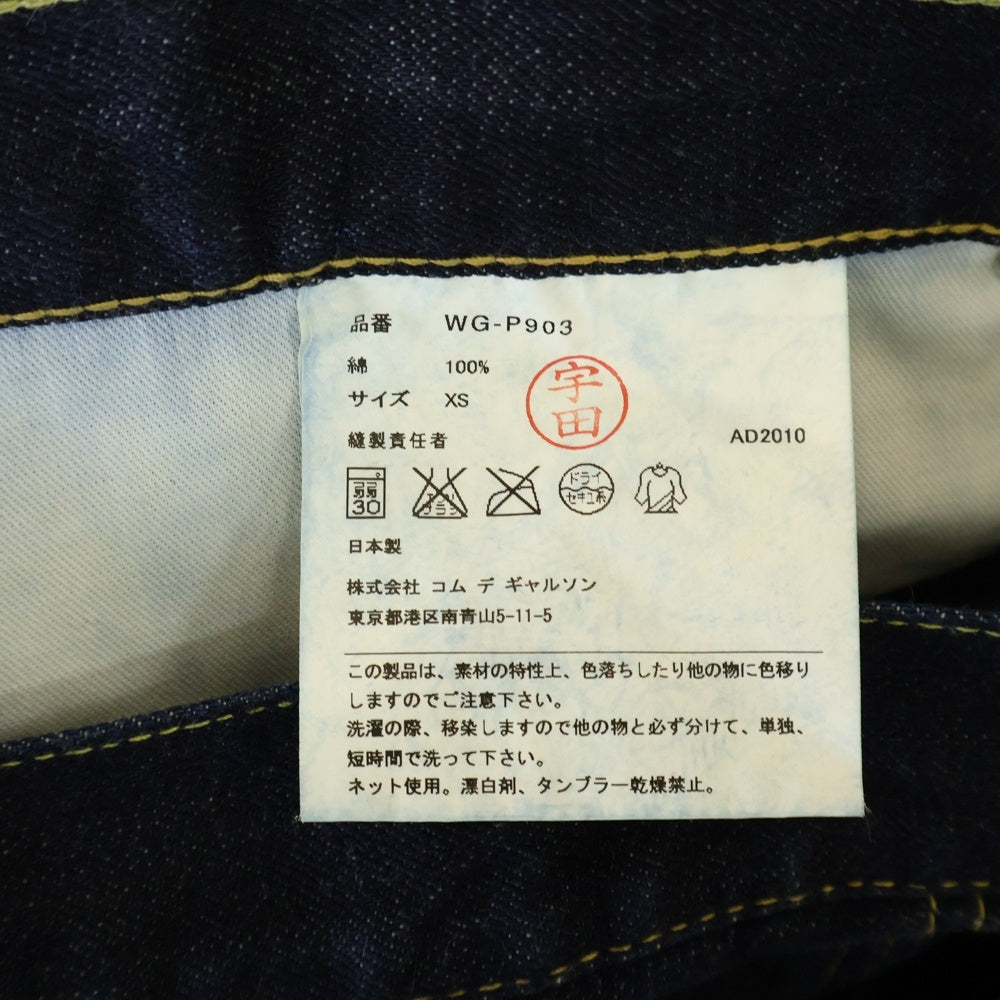 品番 WG-P903
綿 100%
サイズ XS
宇田
縫製責任者
AD2010
弱 30
エンソ サラシ
ドライ セキユ系
日本製
株式会社 コム デ ギャルソン
東京都港区南青山5-11-5
この製品は、素材の特性上、色落ちしたり他の物に色移り
しますのでご注意下さい。
洗濯の際、移染しますので他の物と必ず分けて、単独、
短時間で洗って下さい。
ネット使用。漂白剤、タンブラー乾燥禁止。